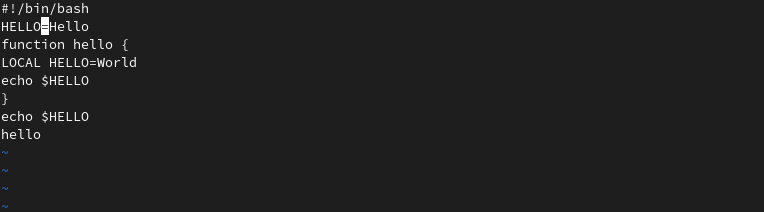 #!/bin/bash
HELLO=Hello
function hello {
LOCAL HELLO=World
echo $HELLO
}
echo $HELLO
hello
~
~
~
~